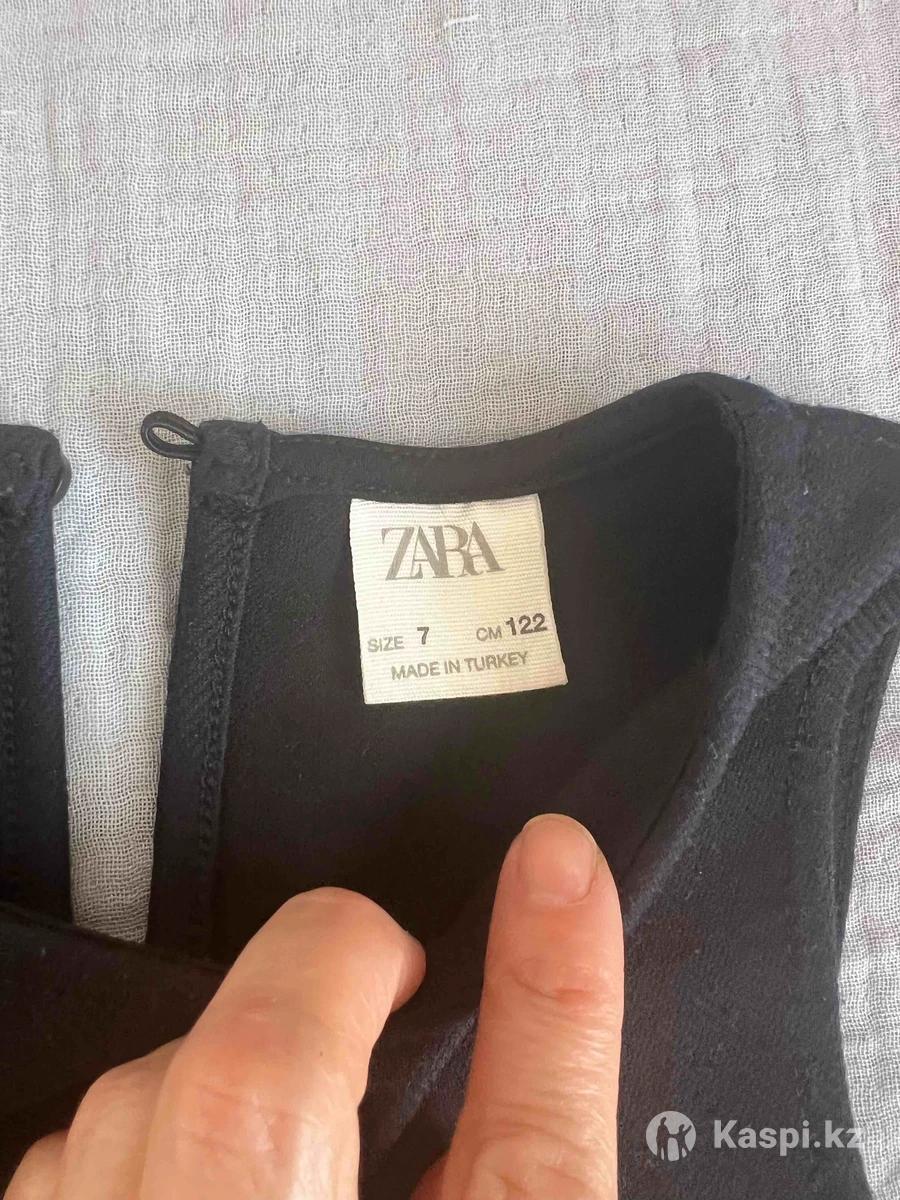 ZARA
SIZE 7 CM 122
MADE IN TURKEY
Kaspi.kz